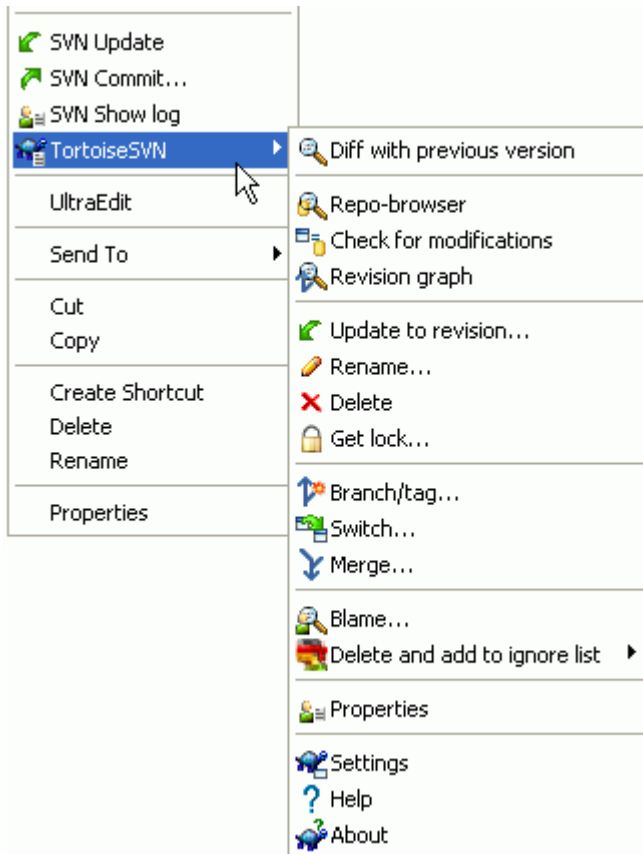 SVN Update
SVN Commit...
SVN Show log
TortoiseSVN
UltraEdit
Send To
Cut
Copy
Create Shortcut
Delete
Rename
Properties
Diff with previous version
Repo-browser
Check for modifications
Revision graph
Update to revision...
Rename...
Delete
Get lock...
Branch/tag...
Switch...
Merge...
Blame...
Delete and add to ignore list
Properties
Settings
Help
About